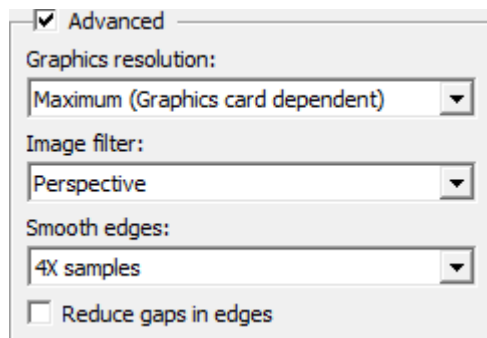 Advanced
Graphics resolution:
Maximum (Graphics card dependent)
Image filter:
Perspective
Smooth edges:
4X samples
Reduce gaps in edges